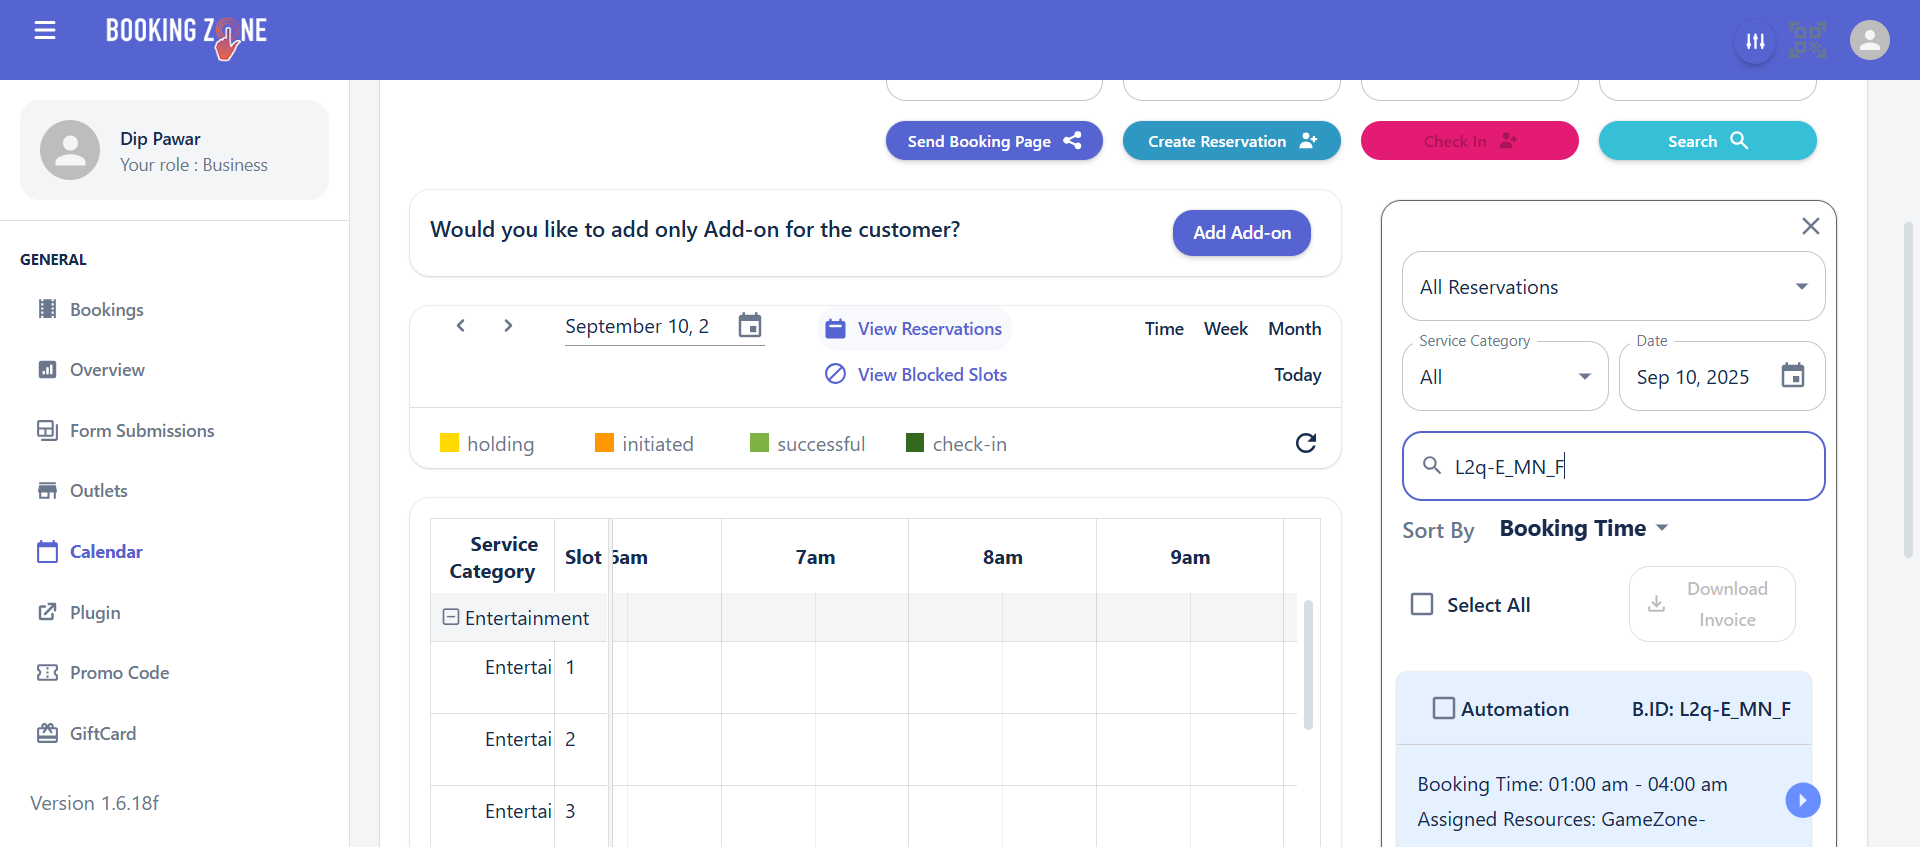 BOOKING ZONE
Dip Pawar
Your role : Business
GENERAL
Bookings
Overview
Form Submissions
Outlets
Calendar
Plugin
Promo Code
GiftCard
Version 1.6.18f
Send Booking Page
Create Reservation
Check In
Search
Would you like to add only Add-on for the customer?
Add Add-on
September 10, 2
View Reservations
View Blocked Slots
Time Week Month
Today
holding initiated successful check-in
Service Category Slot 6am 7am 8am 9am
Entertainment
Entertai 1
Entertai 2
Entertai 3
All Reservations
Service Category
All
Date
Sep 10, 2025
L2q-E_MN_F
Sort By Booking Time
Select All
Download
Invoice
Automation B.ID: L2q-E_MN_F
Booking Time: 01:00 am - 04:00 am
Assigned Resources: GameZone-